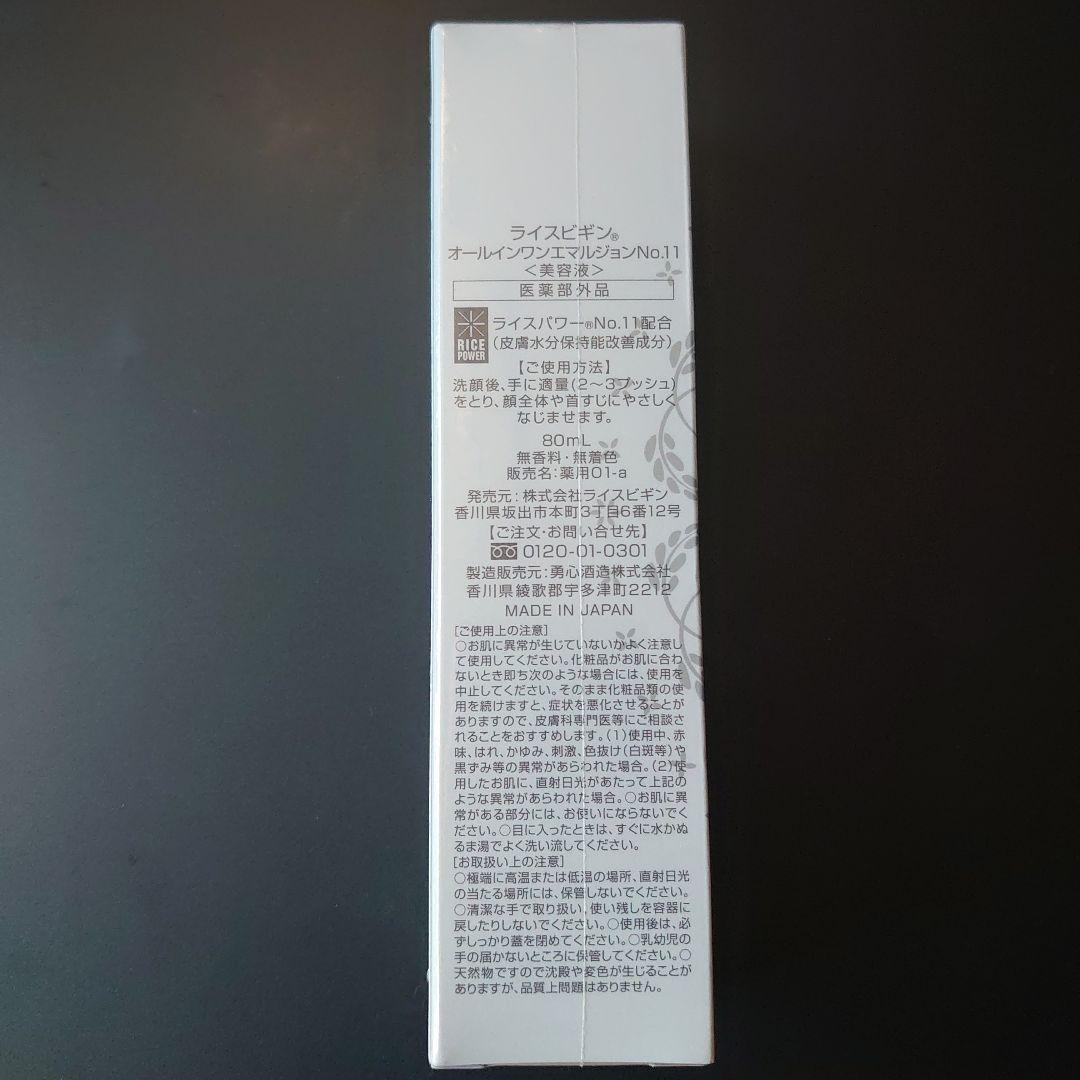 ライスビギン®
オールインワンエマルジョンNo.11
＜美容液＞
医薬部外品
RICE POWER
ライスパワー®No.11配合
(皮膚水分保持能改善成分)
【ご使用方法】
洗顔後、手に適量(2～3プッシュ)
をとり、顔全体や首すじにやさしく
なじませます。
80mL
無香料・無着色
販売名:薬用01-a
発売元:株式会社ライスビギン
香川県坂出市本町3丁目6番12号
【ご注文・お問い合せ先】
0120-01-0301
製造販売元:勇心酒造株式会社
香川県綾歌郡宇多津町2212
MADE IN JAPAN
[ご使用上の注意]
○お肌に異常が生じていないかよく注意し
て使用してください。化粧品がお肌に合わ
ないとき即ち次のような場合には、使用を
中止してください。そのまま化粧品類の使
用を続けますと、症状を悪化させることが
ありますので、皮膚科専門医等にご相談さ
れることをおすすめします。(1)使用中、赤
味、はれ、かゆみ、刺激、色抜け(白斑等)や
黒ずみ等の異常があらわれた場合。(2)使
用したお肌に、直射日光があたって上記の
ような異常があらわれた場合。○お肌に異
常がある部分には、お使いにならないでく
ださい。○目に入ったときは、すぐに水かぬ
るま湯でよく洗い流してください。
[お取扱い上の注意]
○極端に高温または低温の場所、直射日光
の当たる場所には、保管しないでください。
○清潔な手で取り扱い、使い残しを容器に
戻したりしないでください。○使用後は、必
ずしっかり蓋を閉めてください。○乳幼児の
手の届かないところに保管してください。○
天然物ですので沈殿や変色が生じることが
ありますが、品質上問題はありません。